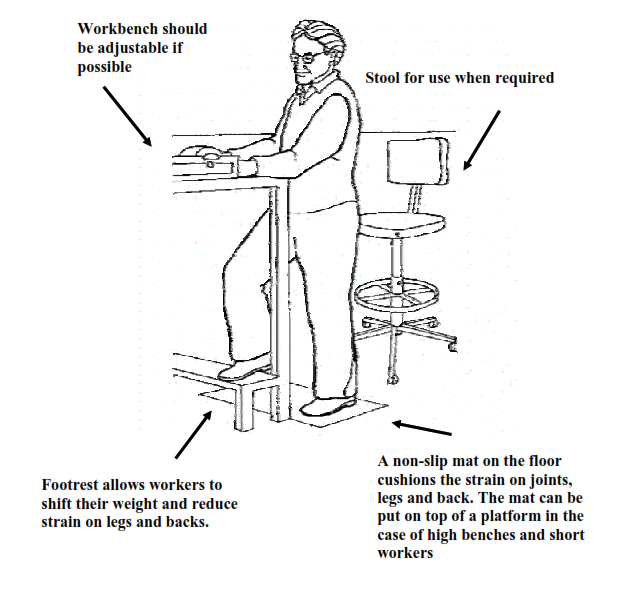 Workbench should
be adjustable if
possible
Stool for use when required
Footrest allows workers to
shift their weight and reduce
strain on legs and backs.
A non-slip mat on the floor
cushions the strain on joints,
legs and back. The mat can be
put on top of a platform in the
case of high benches and short
workers